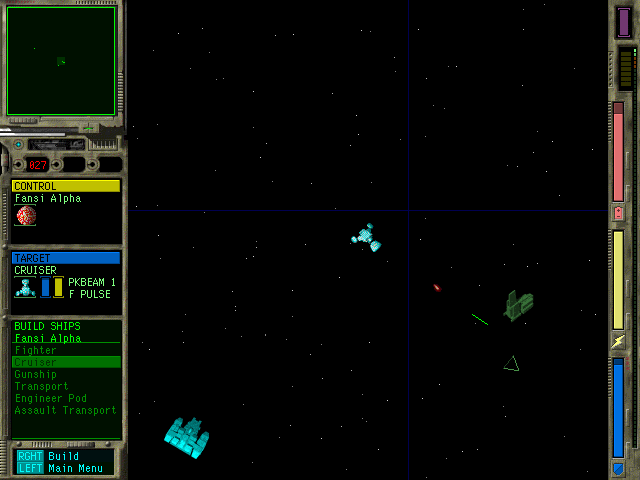 027
CONTROL
Fansi Alpha
TARGET
CRUISER
PKBEAM 1
F PULSE
BUILD SHIPS
Fansi Alpha
Fighter
Cruiser
Gunship
Transport
Engineer Pod
Assault Transport
RGHT Build
LEFT Main Menu